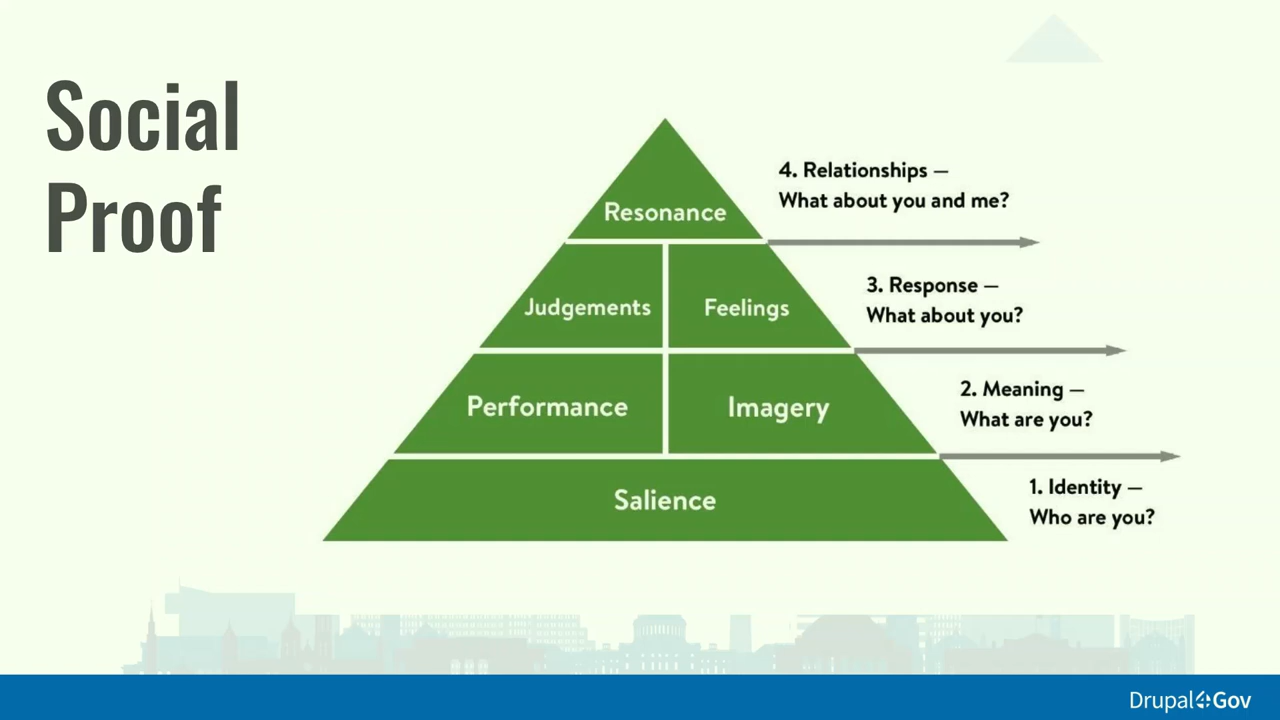 Social
Proof
Resonance
4. Relationships —
What about you and me?
Judgements
Feelings
3. Response —
What about you?
Performance
Imagery
2. Meaning —
What are you?
Salience
1. Identity —
Who are you?
Drupal4Gov